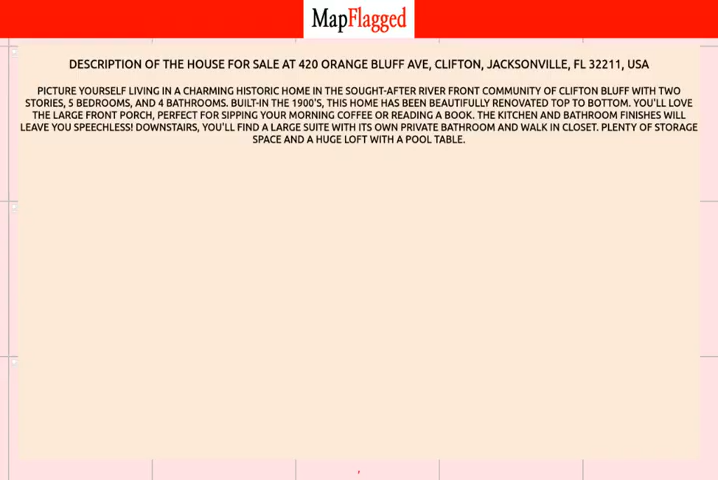 MapFlagged
DESCRIPTION OF THE HOUSE FOR SALE AT 420 ORANGE BLUFF AVE, CLIFTON, JACKSONVILLE, FL 32211, USA
PICTURE YOURSELF LIVING IN A CHARMING HISTORIC HOME IN THE SOUGHT-AFTER RIVER FRONT COMMUNITY OF CLIFTON BLUFF WITH TWO
STORIES, 5 BEDROOMS, AND 4 BATHROOMS. BUILT-IN THE 1900'S, THIS HOME HAS BEEN BEAUTIFULLY RENOVATED TOP TO BOTTOM. YOU'LL LOVE
THE LARGE FRONT PORCH, PERFECT FOR SIPPING YOUR MORNING COFFEE OR READING A BOOK. THE KITCHEN AND BATHROOM FINISHES WILL
LEAVE YOU SPEECHLESS! DOWNSTAIRS, YOU'LL FIND A LARGE SUITE WITH ITS OWN PRIVATE BATHROOM AND WALK IN CLOSET. PLENTY OF STORAGE
SPACE AND A HUGE LOFT WITH A POOL TABLE.